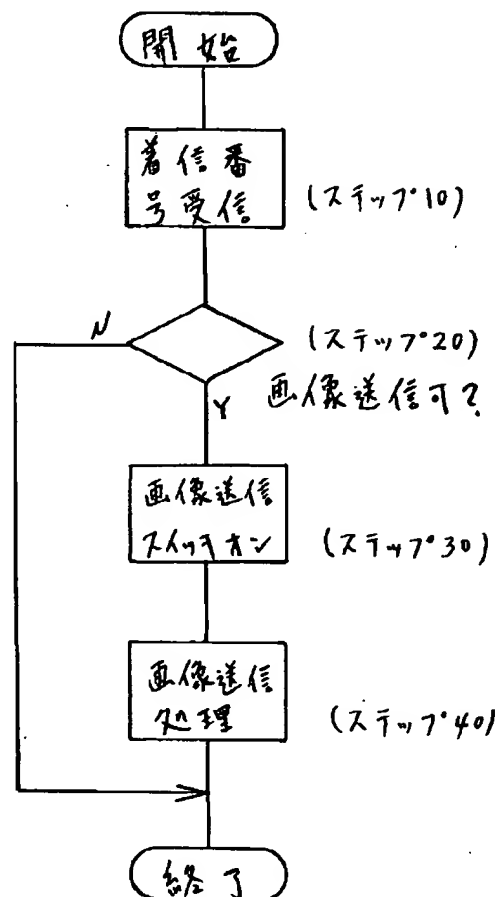 開始
着信番
号受信
(ステップ10)
N
(ステップ20)
Y
画像送信可?
画像送信
スイッチオン
(ステップ30)
画像送信
処理
(ステップ40)
終了